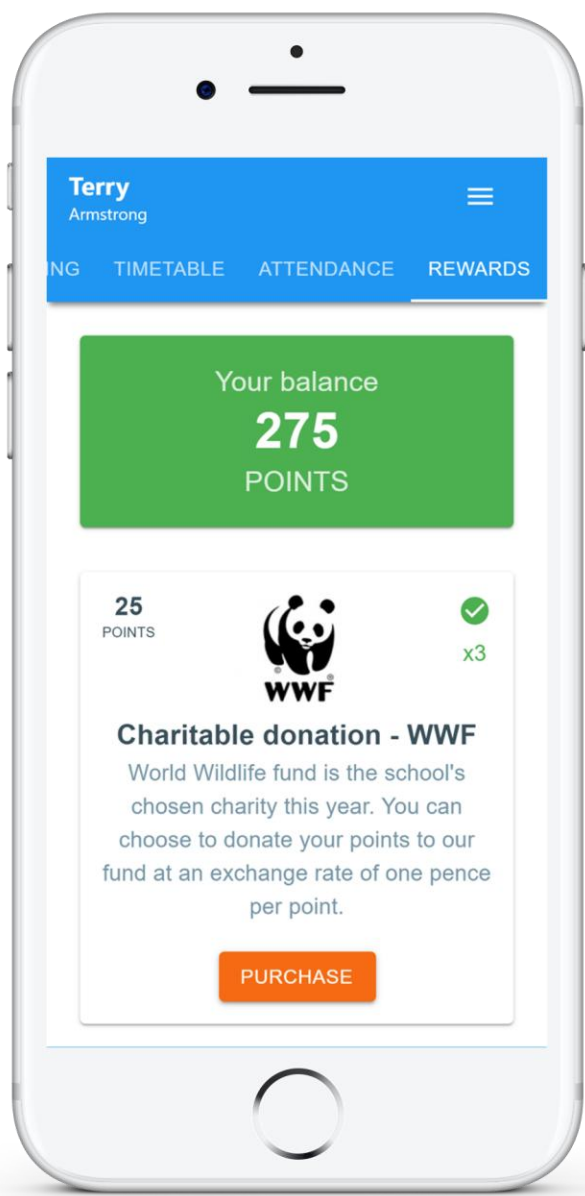 Terry
Armstrong
ING TIMETABLE ATTENDANCE REWARDS
Your balance
275
POINTS
25
POINTS
x3
WWF
Charitable donation - WWF
World Wildlife fund is the school's
chosen charity this year. You can
choose to donate your points to our
fund at an exchange rate of one pence
per point.
PURCHASE